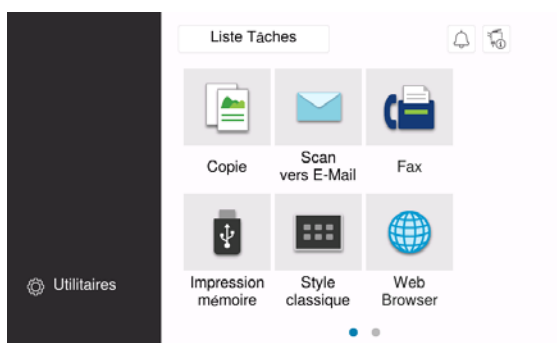 Liste Tâches
Copie
Scan
vers E-Mail
Fax
Utilitaires
Impression
mémoire
Style
classique
Web
Browser